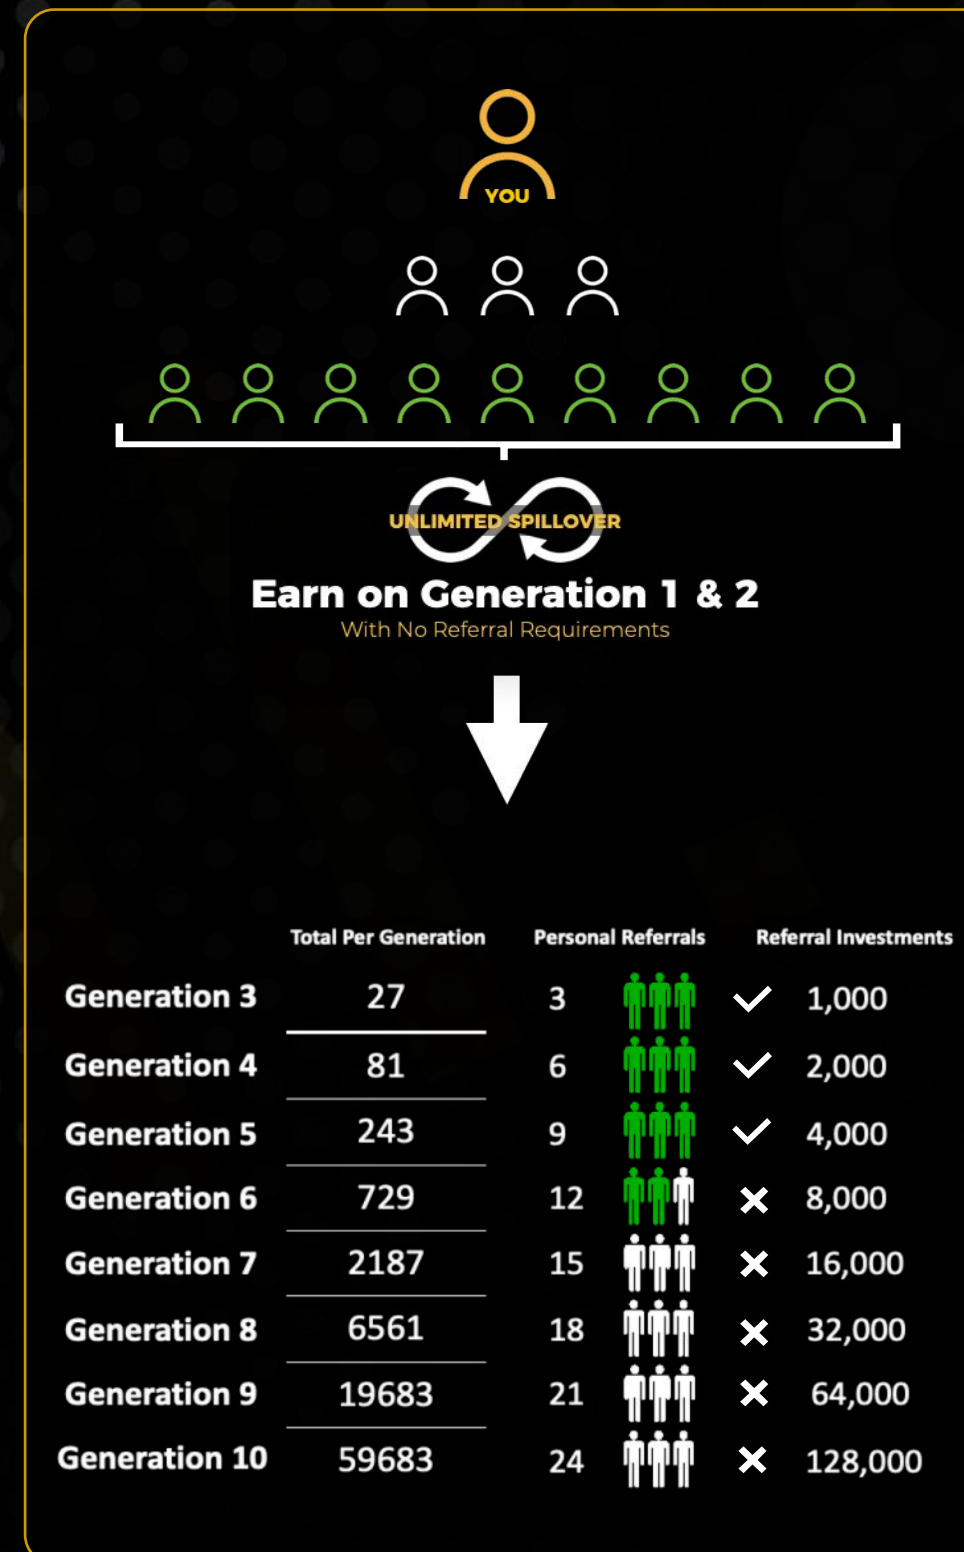 YOU
UNLIMITED SPILLOVER
Earn on Generation 1 & 2
With No Referral Requirements
Total Per Generation Personal Referrals Referral Investments
Generation 3 27 3 1,000
Generation 4 81 6 2,000
Generation 5 243 9 4,000
Generation 6 729 12 8,000
Generation 7 2187 15 16,000
Generation 8 6561 18 32,000
Generation 9 19683 21 64,000
Generation 10 59683 24 128,000